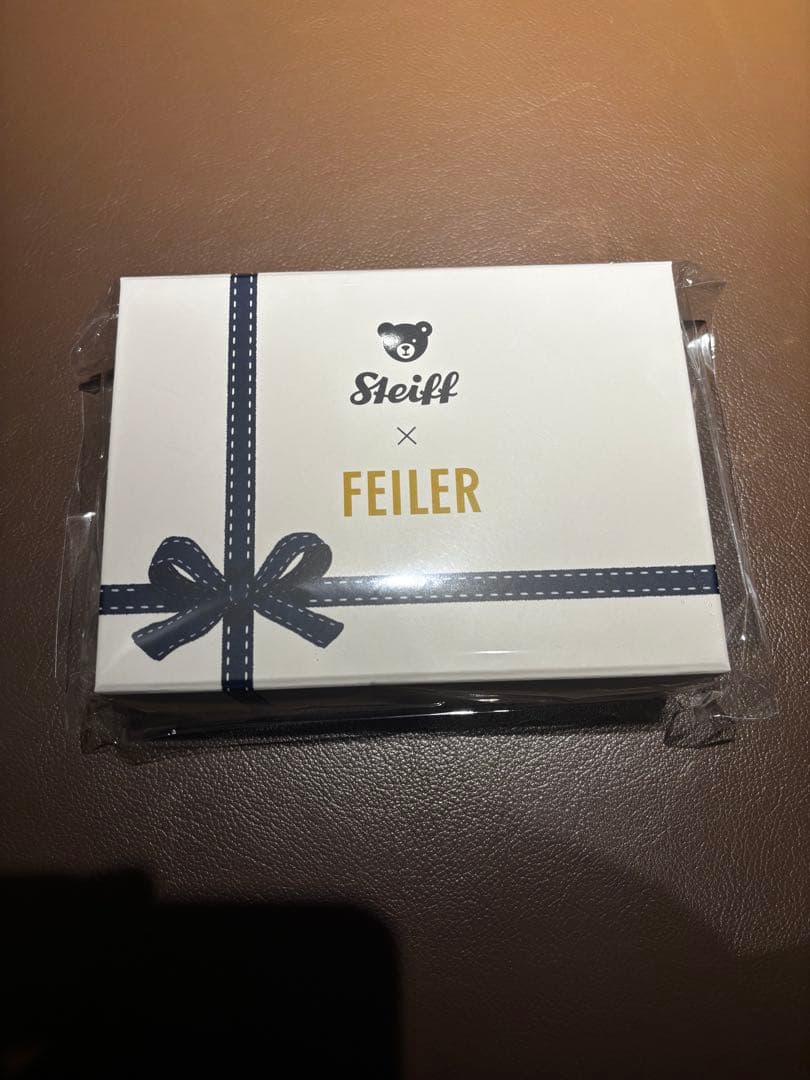 Steiff
×
FEILER